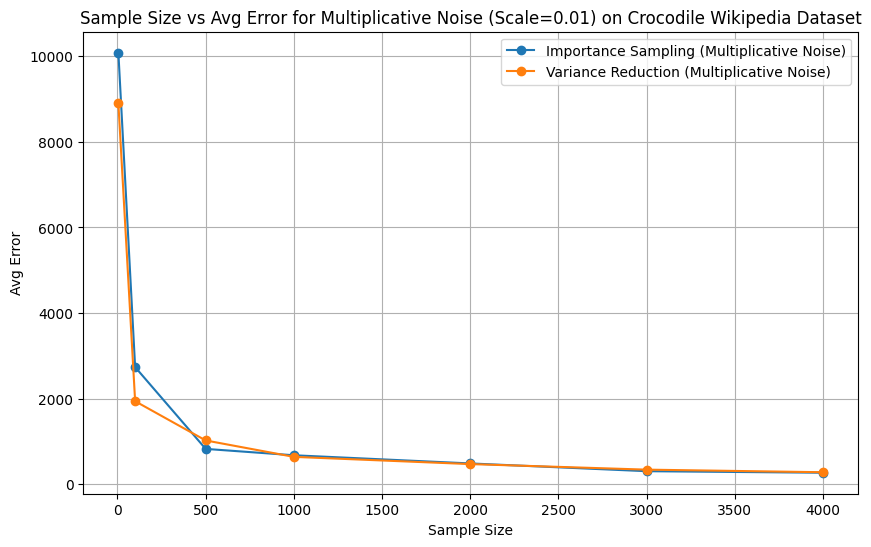 Sample Size vs Avg Error for Multiplicative Noise (Scale=0.01) on Crocodile Wikipedia Dataset
Importance Sampling (Multiplicative Noise)
Variance Reduction (Multiplicative Noise)
Avg Error
10000
8000
6000
4000
2000
0
0 500 1000 1500 2000 2500 3000 3500 4000
Sample Size